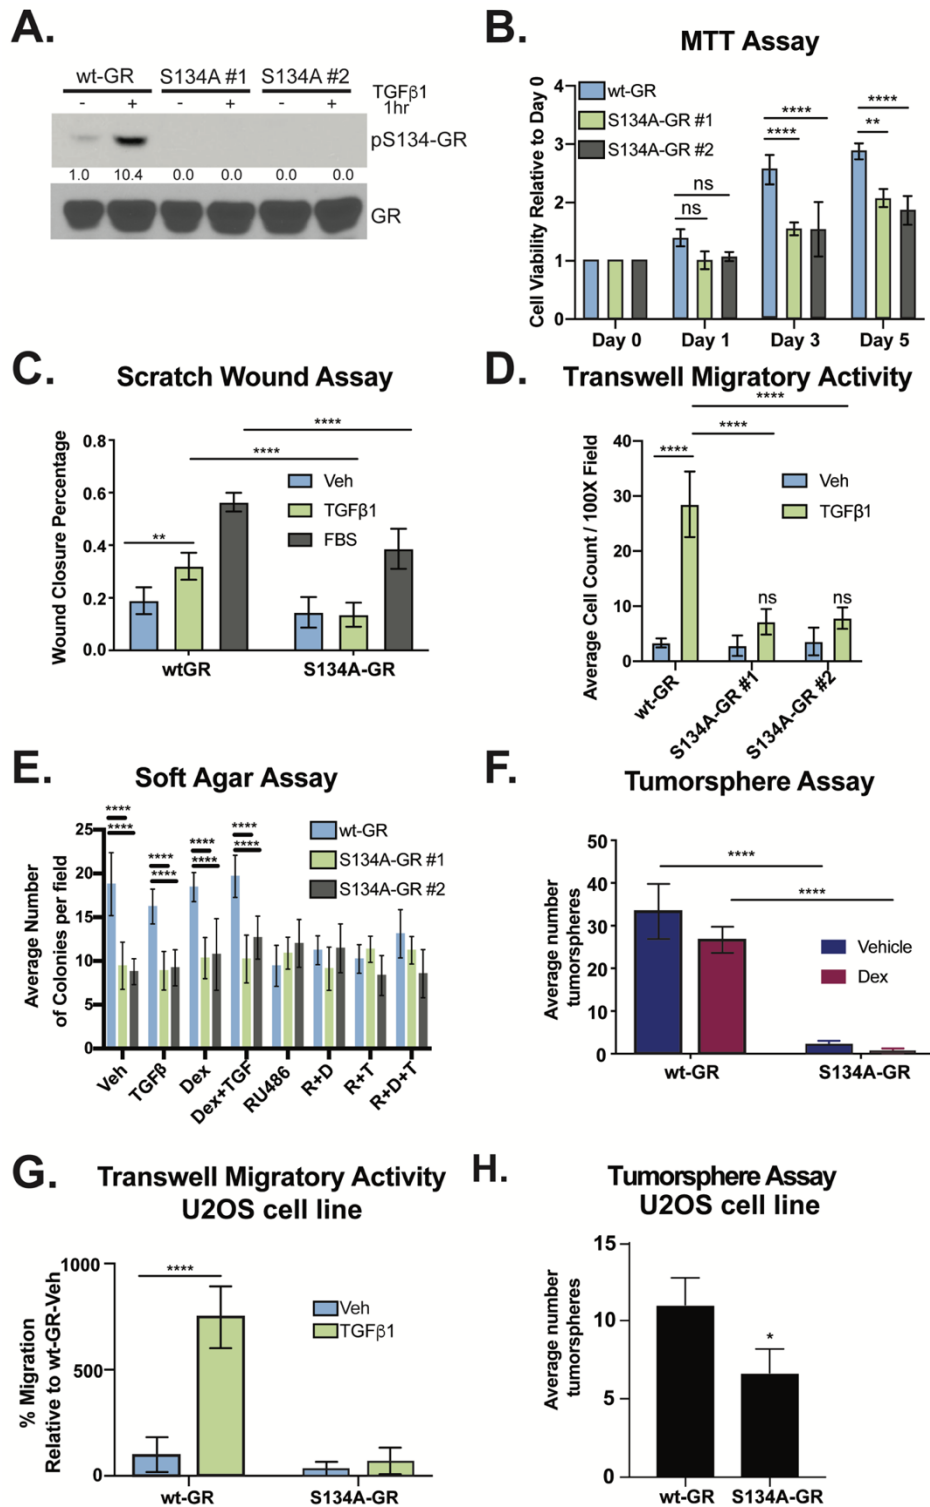 A.
wt-GR S134A #1 S134A #2
- + - + - + TGFβ1 1hr
pS134-GR
1.0 10.4 0.0 0.0 0.0 0.0
GR
B. MTT Assay
Cell Viability Relative to Day 0
4
3
2
1
0
wt-GR
S134A-GR #1
S134A-GR #2
ns
ns
****
****
****
**
Day 0 Day 1 Day 3 Day 5
C. Scratch Wound Assay
Wound Closure Percentage
0.8
0.6
0.4
0.2
0.0
**
****
****
Veh
TGFβ1
FBS
wtGR S134A-GR
D. Transwell Migratory Activity
Average Cell Count / 100X Field
40
30
20
10
0
****
****
****
ns
ns
Veh
TGFβ1
wt-GR S134A-GR #1 S134A-GR #2
E. Soft Agar Assay
Average Number
of Colonies per field
25
20
15
10
5
0
**** **** **** ****
**** **** **** ****
wt-GR
S134A-GR #1
S134A-GR #2
Veh TGFβ Dex Dex+TGF RU486 R+D R+T R+D+T
F. Tumorsphere Assay
Average number
tumorspheres
50
30
20
10
0
****
****
Vehicle
Dex
wt-GR S134A-GR
G. Transwell Migratory Activity
U2OS cell line
% Migration
Relative to wt-GR-Veh
1000
500
0
****
Veh
TGFβ1
wt-GR S134A-GR
H. Tumorsphere Assay
U2OS cell line
Average number
tumorspheres
15
10
5
0
*
wt-GR S134A-GR